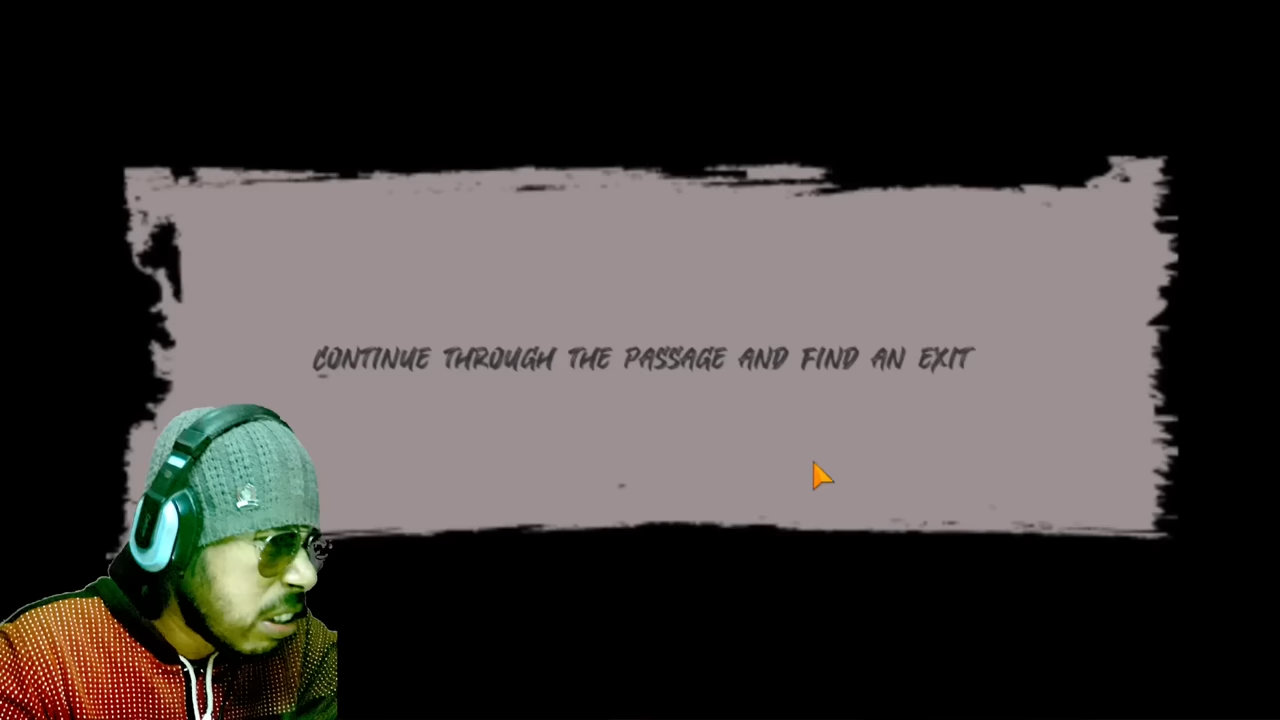 CONTINUE THROUGH THE PASSAGE AND FIND AN EXIT